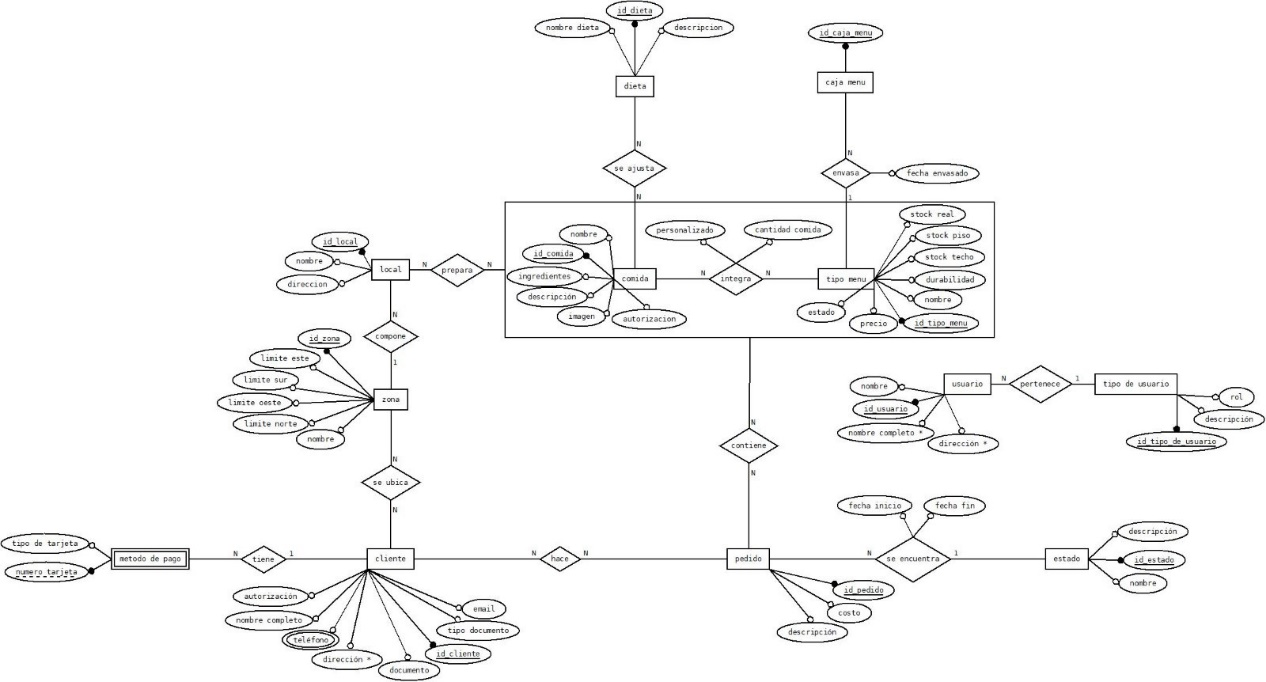 id_dieta
nombre dieta
descripcion
dieta
id_caja_menu
caja menu
N
se ajusta
N
N
envasa
fecha envasado
1
id_local
nombre
direccion
local
N
prepara
N
nombre
id_comida
ingredientes
descripción
imagen
autorizacion
comida
personalizado
cantidad comida
N
integra
N
tipo menu
stock real
stock piso
stock techo
durabilidad
nombre
id_tipo_menu
precio
estado
N
compone
1
id_zona
limite este
limite sur
limite oeste
limite norte
nombre
zona
N
contiene
N
usuario
nombre
id_usuario
nombre completo *
dirección *
N
pertenece
1
tipo de usuario
rol
descripción
id_tipo_de_usuario
N
se ubica
N
tipo de tarjeta
numero tarjeta
metodo de pago
N
tiene
1
cliente
N
hace
N
pedido
N
se encuentra
1
fecha inicio
fecha fin
estado
descripción
id_estado
nombre
autorización
nombre completo
teléfono
dirección *
documento
id_cliente
tipo documento
email
id_pedido
costo
descripción